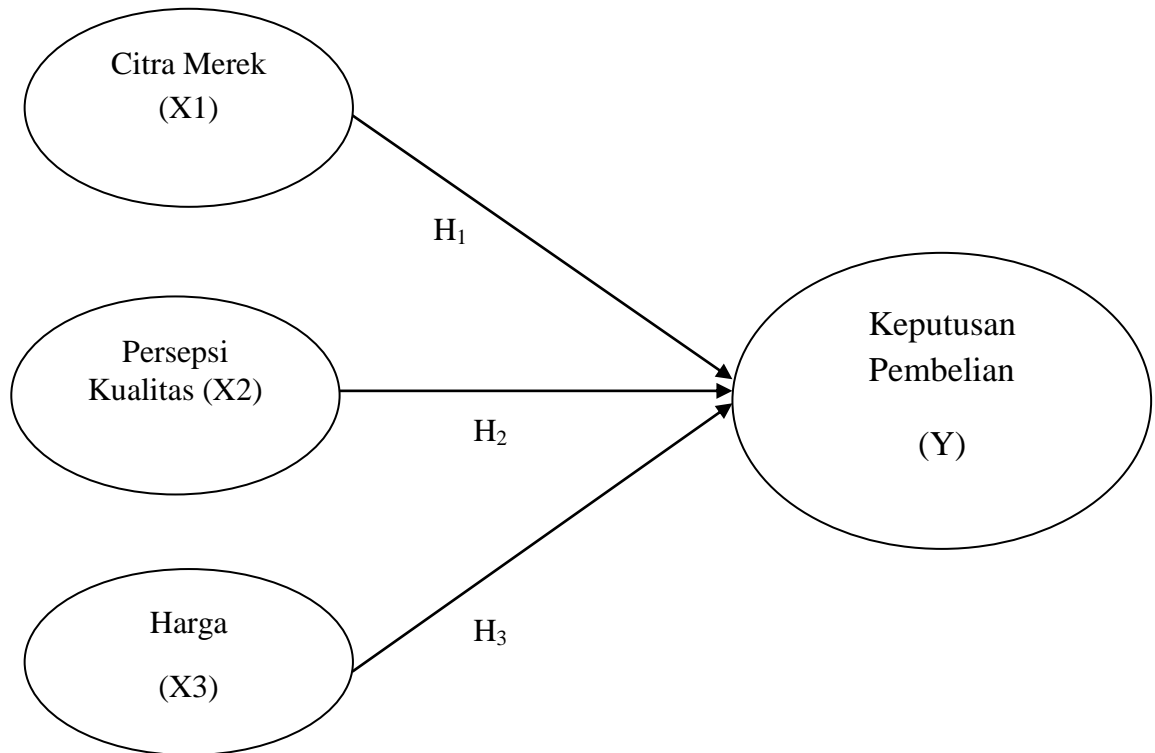 Citra Merek
(X1)
H₁
Persepsi
Kualitas (X2)
H₂
Keputusan
Pembelian
(Y)
Harga
(X3)
H₃